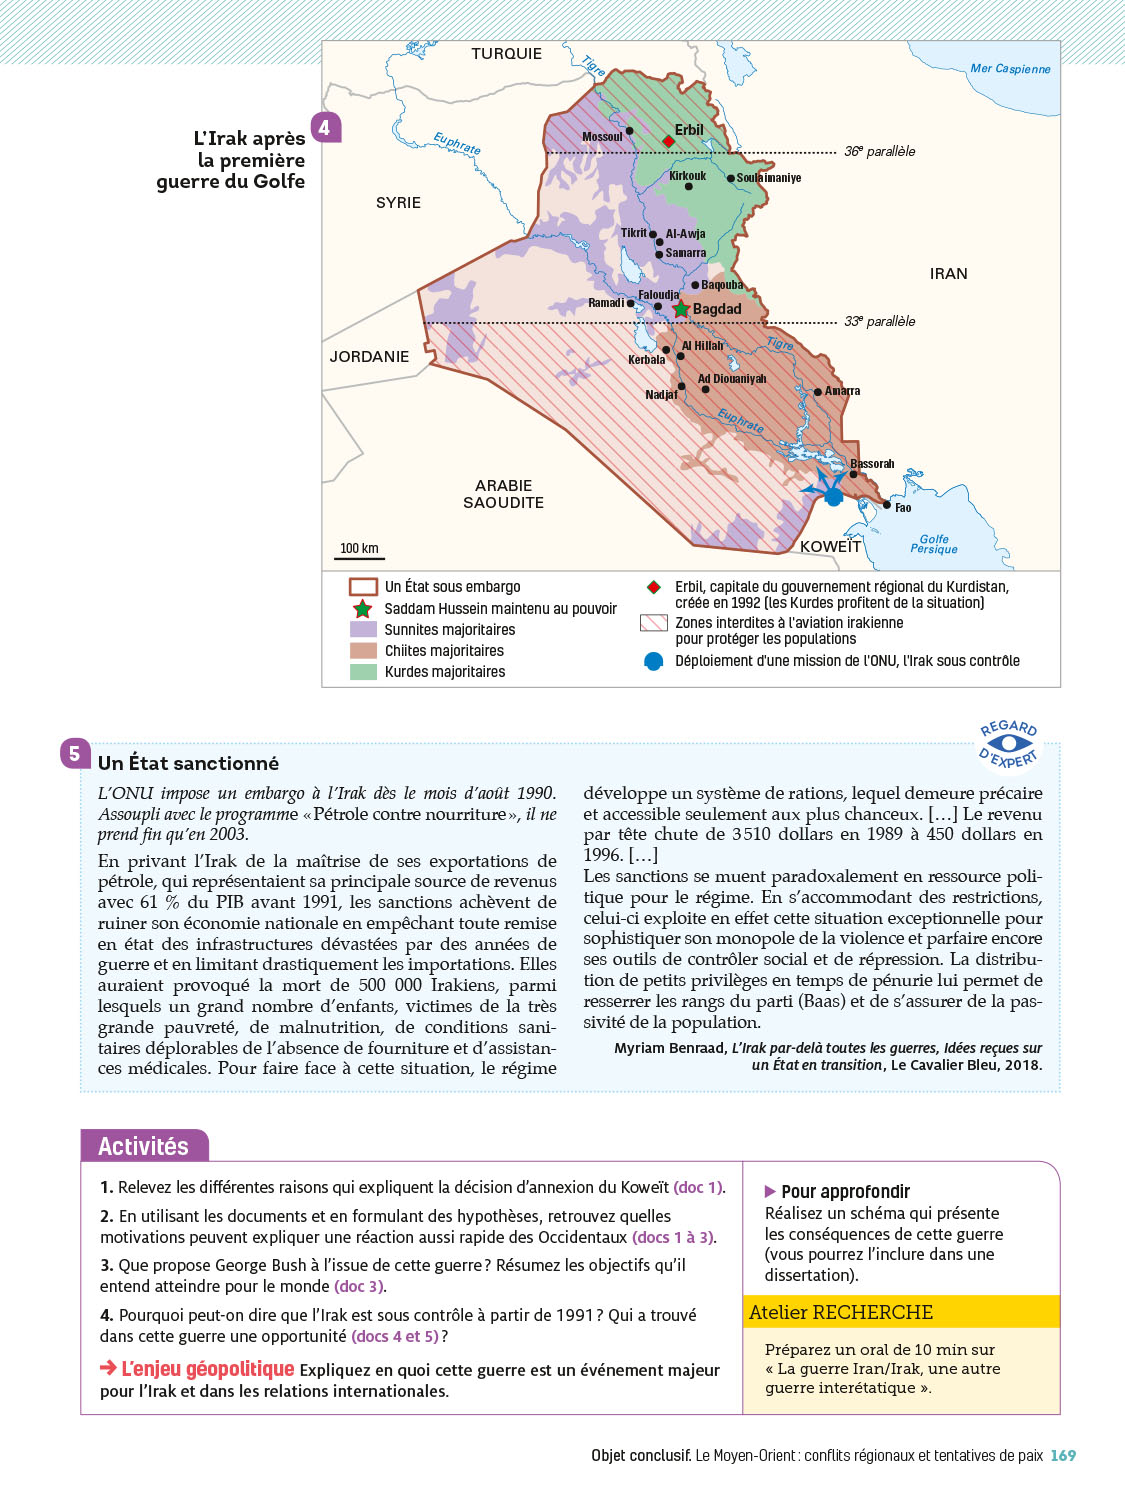 4
L'Irak après
la première
guerre du Golfe
TURQUIE
Tigre
Mer Caspienne
Mossoul
Erbil
Euphrate
36e parallèle
Kirkouk
Soulaimaniye
SYRIE
Tikrit
Al-Awja
Samarra
IRAN
Baqouba
Ramadi
Faloudja
Bagdad
33e parallèle
JORDANIE
Tigre
Al Hillah
Kerbala
Ad Diouaniyah
Nadjaf
Amarra
Euphrate
Bassorah
ARABIE
SAOUDITE
Fao
Golfe
Persique
KOWEÏT
100 km
Un État sous embargo
Saddam Hussein maintenu au pouvoir
Sunnites majoritaires
Chiites majoritaires
Kurdes majoritaires
Erbil, capitale du gouvernement régional du Kurdistan,
créée en 1992 (les Kurdes profitent de la situation)
Zones interdites à l'aviation irakienne
pour protéger les populations
Déploiement d'une mission de l'ONU, l'Irak sous contrôle
REGARD
D'EXPERT
5
Un État sanctionné
L'ONU impose un embargo à l'Irak dès le mois d'août 1990.
Assoupli avec le programme « Pétrole contre nourriture », il ne
prend fin qu'en 2003.
En privant l'Irak de la maîtrise de ses exportations de
pétrole, qui représentaient sa principale source de revenus
avec 61 % du PIB avant 1991, les sanctions achèvent de
ruiner son économie nationale en empêchant toute remise
en état des infrastructures dévastées par des années de
guerre et en limitant drastiquement les importations. Elles
auraient provoqué la mort de 500 000 Irakiens, parmi
lesquels un grand nombre d'enfants, victimes de la très
grande pauvreté, de malnutrition, de conditions sani-
taires déplorables de l'absence de fourniture et d'assistan-
ces médicales. Pour faire face à cette situation, le régime
développe un système de rations, lequel demeure précaire
et accessible seulement aux plus chanceux. […] Le revenu
par tête chute de 3 510 dollars en 1989 à 450 dollars en
1996. […]
Les sanctions se muent paradoxalement en ressource poli-
tique pour le régime. En s'accommodant des restrictions,
celui-ci exploite en effet cette situation exceptionnelle pour
sophistiquer son monopole de la violence et parfaire encore
ses outils de contrôler social et de répression. La distribu-
tion de petits privilèges en temps de pénurie lui permet de
resserrer les rangs du parti (Baas) et de s'assurer de la pas-
sivité de la population.
Myriam Benraad, L'Irak par-delà toutes les guerres, Idées reçues sur
un État en transition, Le Cavalier Bleu, 2018.
Activités
1. Relevez les différentes raisons qui expliquent la décision d'annexion du Koweït (doc 1).
2. En utilisant les documents et en formulant des hypothèses, retrouvez quelles
motivations peuvent expliquer une réaction aussi rapide des Occidentaux (docs 1 à 3).
3. Que propose George Bush à l'issue de cette guerre ? Résumez les objectifs qu'il
entend atteindre pour le monde (doc 3).
4. Pourquoi peut-on dire que l'Irak est sous contrôle à partir de 1991 ? Qui a trouvé
dans cette guerre une opportunité (docs 4 et 5) ?
→ L'enjeu géopolitique Expliquez en quoi cette guerre est un événement majeur
pour l'Irak et dans les relations internationales.
▶ Pour approfondir
Réalisez un schéma qui présente
les conséquences de cette guerre
(vous pourrez l'inclure dans une
dissertation).
Atelier RECHERCHE
Préparez un oral de 10 min sur
« La guerre Iran/Irak, une autre
guerre interétatique ».
Objet conclusif. Le Moyen-Orient : conflits régionaux et tentatives de paix 169